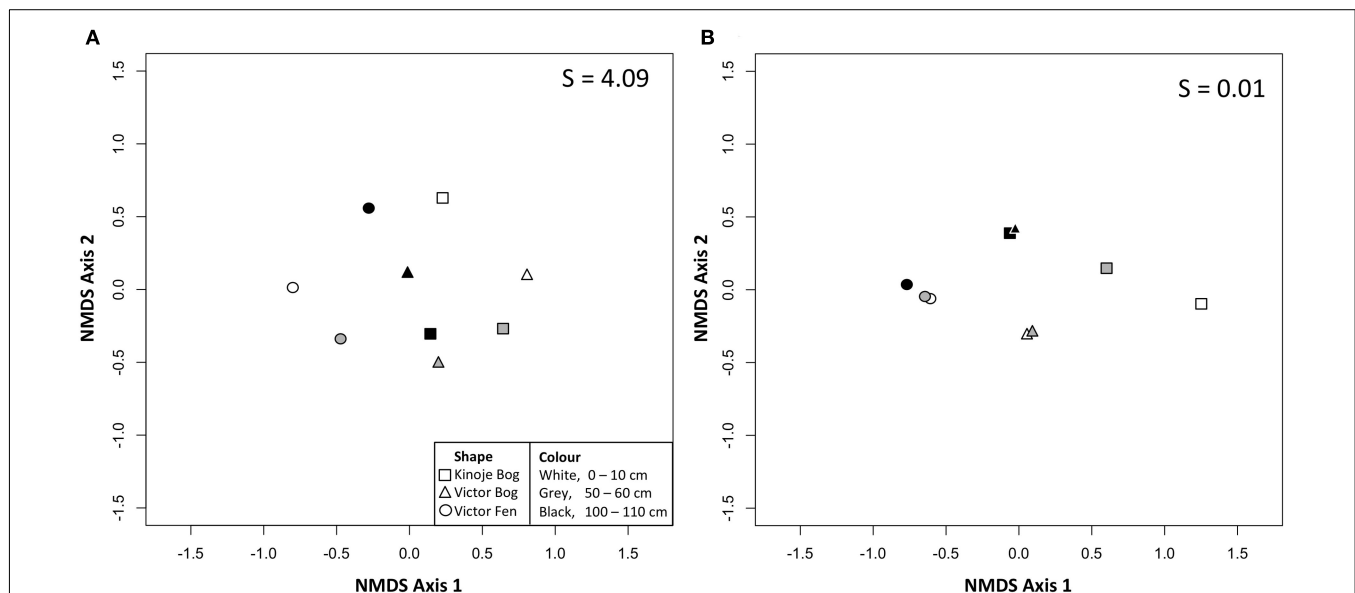 A
S = 4.09
1.5
1.0
0.5
0.0
-0.5
-1.0
-1.5
NMDS Axis 2
Shape
Kinoje Bog
Victor Bog
Victor Fen
Colour
White, 0 – 10 cm
Grey, 50 – 60 cm
Black, 100 – 110 cm
-1.5 -1.0 -0.5 0.0 0.5 1.0 1.5
NMDS Axis 1
B
S = 0.01
1.5
1.0
0.5
0.0
-0.5
-1.0
-1.5
NMDS Axis 2
-1.5 -1.0 -0.5 0.0 0.5 1.0 1.5
NMDS Axis 1